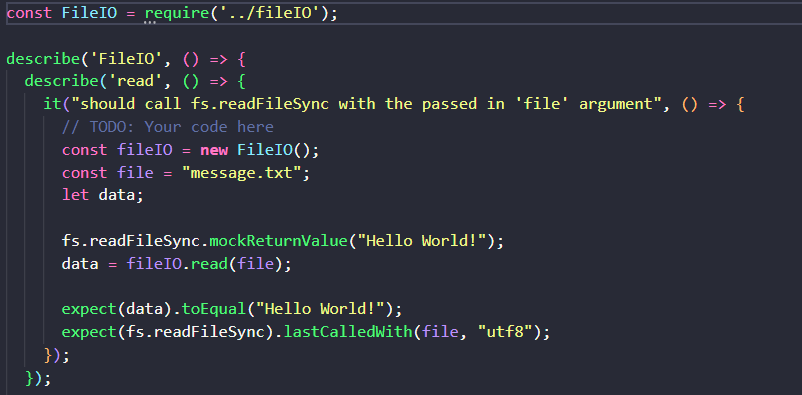 const FileIO = require('../fileIO');
describe('FileIO', () => {
describe('read', () => {
it("should call fs.readFileSync with the passed in 'file' argument", () => {
// TODO: Your code here
const fileIO = new FileIO();
const file = "message.txt";
let data;
fs.readFileSync.mockReturnValue("Hello World!");
data = fileIO.read(file);
expect(data).toEqual("Hello World!");
expect(fs.readFileSync).lastCalledWith(file, "utf8");
});
});